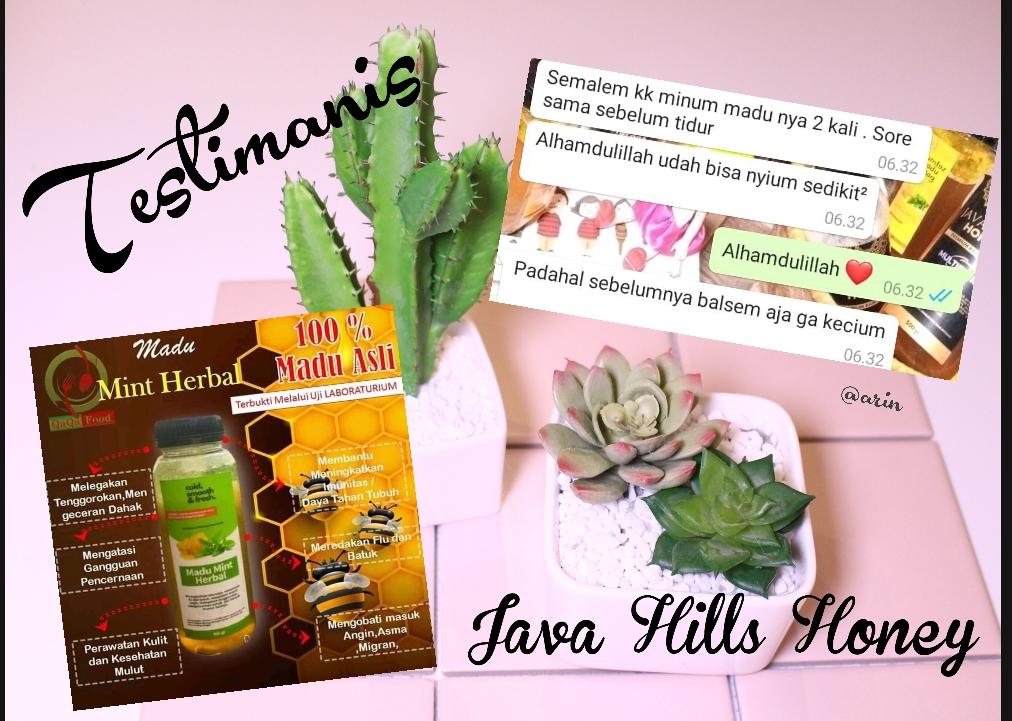 Testimanis
Semalem kk minum madu nya 2 kali . Sore
sama sebelum tidur
06.32
Alhamdulillah udah bisa nyium sedikit²
06.32
Alhamdulillah ❤️
06.32
Padahal sebelumnya balsem aja ga kecium
06.32
@arin
Madu
Mint Herbal
QaQa Food
100 %
Madu Asli
Terbukti Melalui Uji LABORATURIUM
Melegakan
Tenggorokan,Men
geceran Dahak
Mengatasi
Gangguan
Pencernaan
Perawatan Kulit
dan Kesehatan
Mulut
cold,
smooth
& fresh.
Madu Mint
Herbal
Membantu
Meningkatkan
Imunitas /
Daya Tahan Tubuh
Meredakan Flu dan
Batuk
Mengobati masuk
Angin,Asma
Migran,
Java Hills Honey